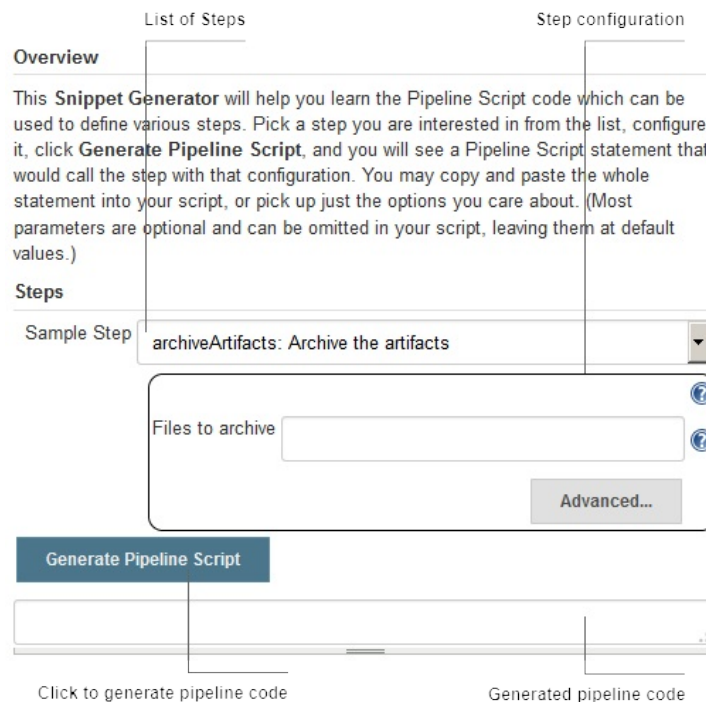 List of Steps
Step configuration
Overview
This Snippet Generator will help you learn the Pipeline Script code which can be
used to define various steps. Pick a step you are interested in from the list, configure
it, click Generate Pipeline Script, and you will see a Pipeline Script statement that
would call the step with that configuration. You may copy and paste the whole
statement into your script, or pick up just the options you care about. (Most
parameters are optional and can be omitted in your script, leaving them at default
values.)
Steps
Sample Step
archiveArtifacts: Archive the artifacts
?
Files to archive
?
Advanced...
Generate Pipeline Script
Click to generate pipeline code
Generated pipeline code